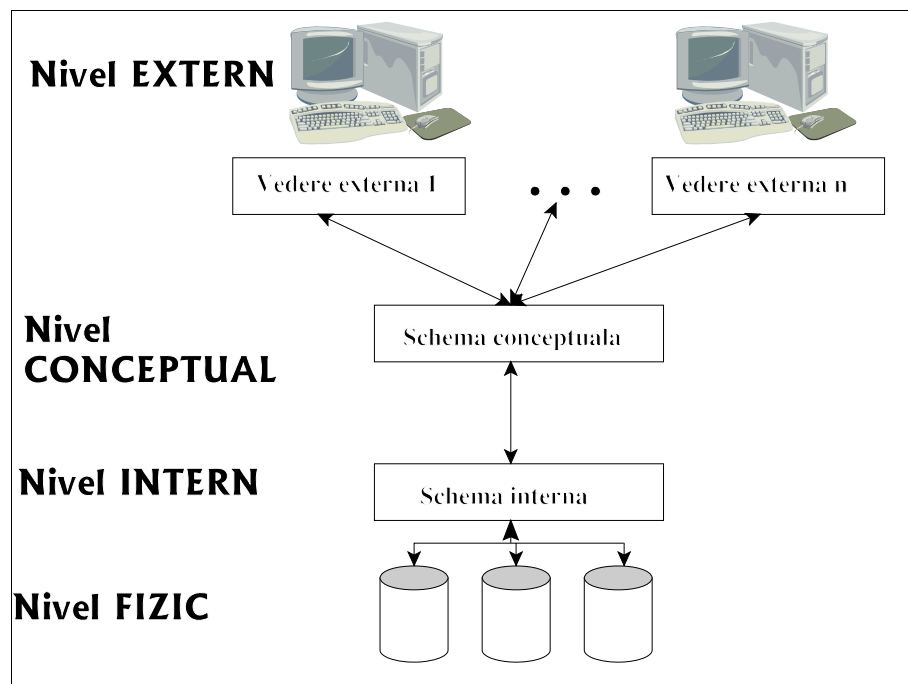 Nivel EXTERN
Vedere externa 1
• • •
Vedere externa n
Nivel
CONCEPTUAL
Schema conceptuala
Nivel INTERN
Schema interna
Nivel FIZIC